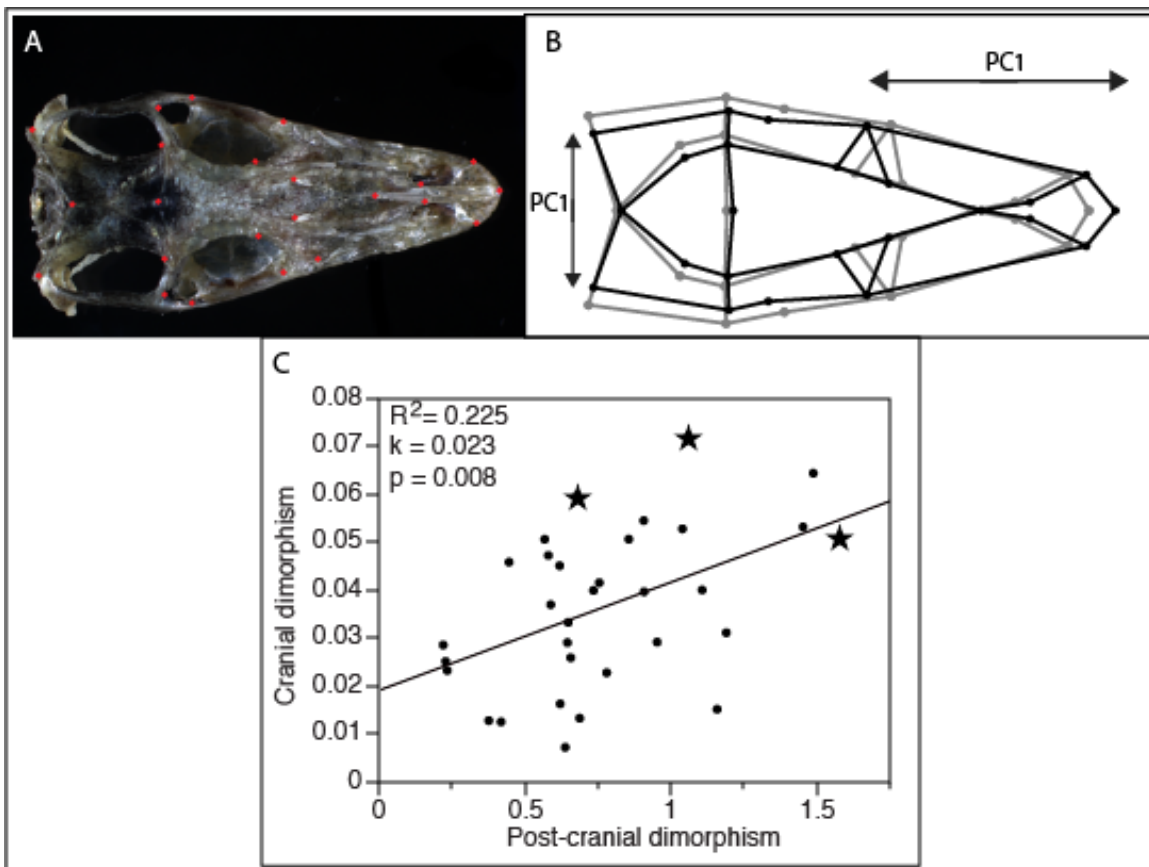 A
B
PC1
PC1
C
R²= 0.225
k = 0.023
p = 0.008
0.08
0.07
0.06
0.05
0.04
0.03
0.02
0.01
0
Cranial dimorphism
0
0.5
1
1.5
Post-cranial dimorphism